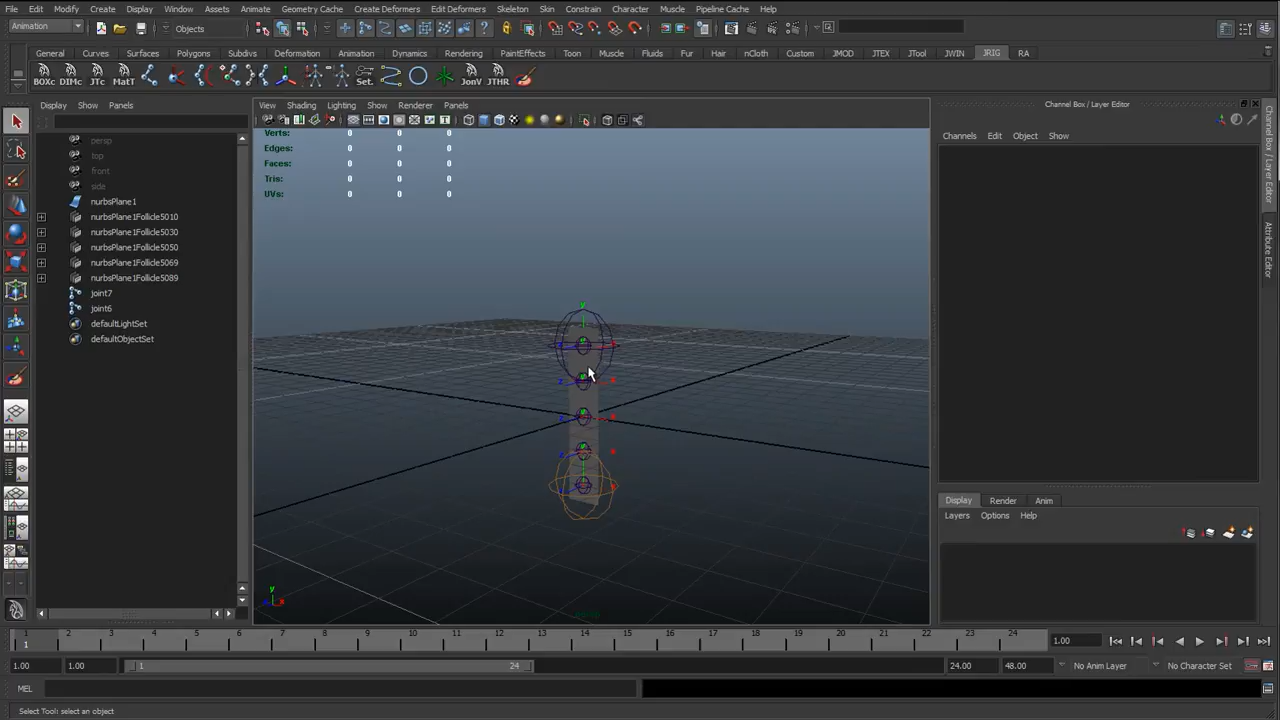 File Edit Modify Create Display Window Assets Animate Geometry Cache Create Deformers Edit Deformers Skeleton Skin Constrain Character Muscle Pipeline Cache Help
Animation Objects
General Curves Surfaces Polygons Subdivs Deformation Animation Dynamics Rendering PaintEffects Toon Muscle Fluids Fur Hair nCloth Custom JMOD JTEX JTool JWIN JRIG RA
BOXc DIMc JTc MatT Set. JonV JTHR
Display Show Panels
View Shading Lighting Show Renderer Panels
Channel Box / Layer Editor
Channels Edit Object Show
Verts: 0 0 0
Edges: 0 0 0
Faces: 0 0 0
Tris: 0 0 0
UVs: 0 0 0
persp
top
front
side
nurbsPlane1
nurbsPlane1Follicle5010
nurbsPlane1Follicle5030
nurbsPlane1Follicle5050
nurbsPlane1Follicle5069
nurbsPlane1Follicle5089
joint7
joint6
defaultLightSet
defaultObjectSet
Channel Box / Layer Editor
Attribute Editor
Display Render Anim
Layers Options Help
y
z x
persp
1 2 3 4 5 6 7 8 9 10 11 12 13 14 15 16 17 18 19 20 21 22 23 24
1 1.00
1.00 1.00 1 24 24.00 48.00 No Anim Layer No Character Set
MEL
Select Tool: select an object